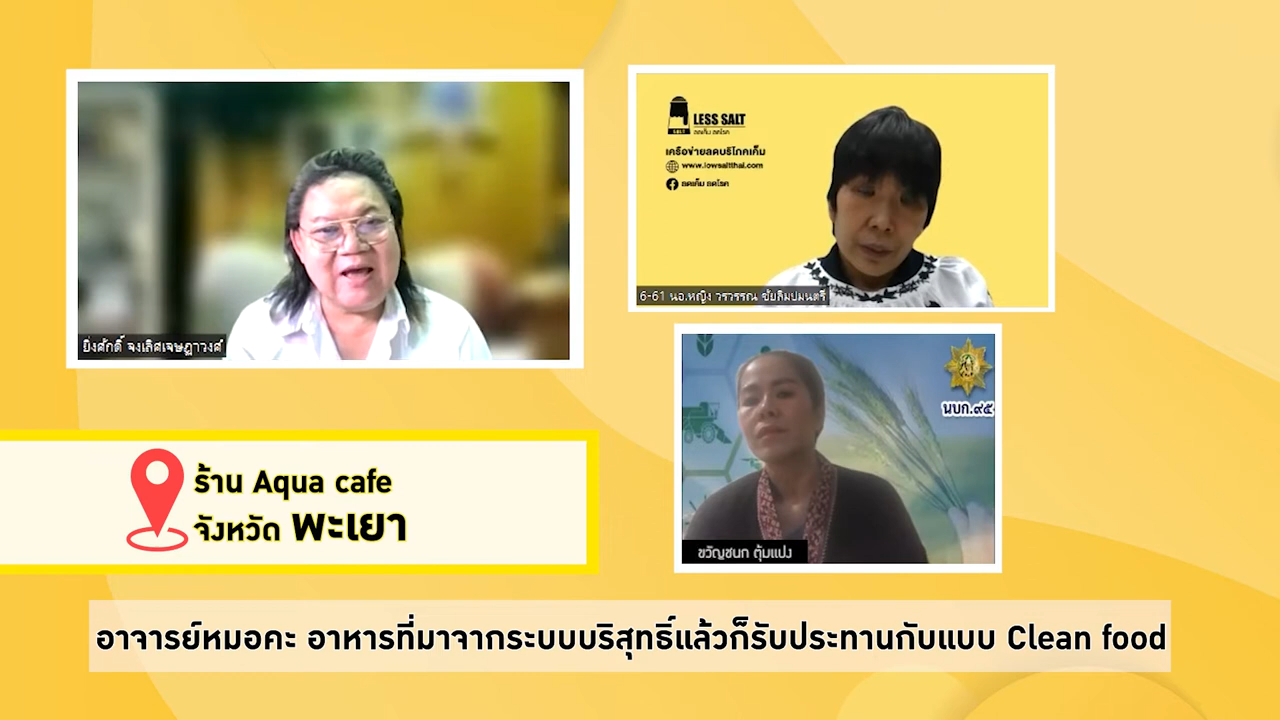 LESS SALT
SALT
ลดเค็ม ลดโรค
เครือข่ายลดบริโภคเค็ม
www.lowsaltthai.com
ลดเค็ม ลดโรค
6-61 นอ.หญิง วรวรรณ ชัยลิมปมนตรี
ยิ่งศักดิ์ จงเลิศเจษฎาวงศ์
นบก.๙๕
ขวัญชนก ตุ้มแปง
ร้าน Aqua cafe
จังหวัด พะเยา
อาจารย์หมอคะ อาหารที่มาจากระบบบริสุทธิ์แล้วก็รับประทานกับแบบ Clean food